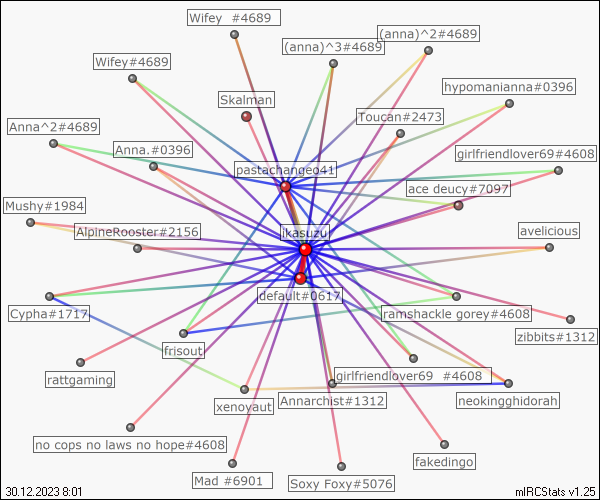 Wifey  #4689
(anna)^2#4689
(anna)^3#4689
Wifey#4689
hypomanianna#0396
Skalman
Toucan#2473
Anna^2#4689
Anna.#0396
girlfriendlover69#4608
pastachangeo41
ace deucy#7097
Mushy#1984
AlpineRooster#2156
ikasuzu
avelicious
default#0617
Cypha#1717
ramshackle gorey#4608
zibbits#1312
frisout
rattgaming
girlfriendlover69  #4608
xenoyaut
Annarchist#1312
neokingghidorah
no cops no laws no hope#4608
fakedingo
Mad #6901
Soxy Foxy#5076
30.12.2023 8:01
mIRCStats v1.25